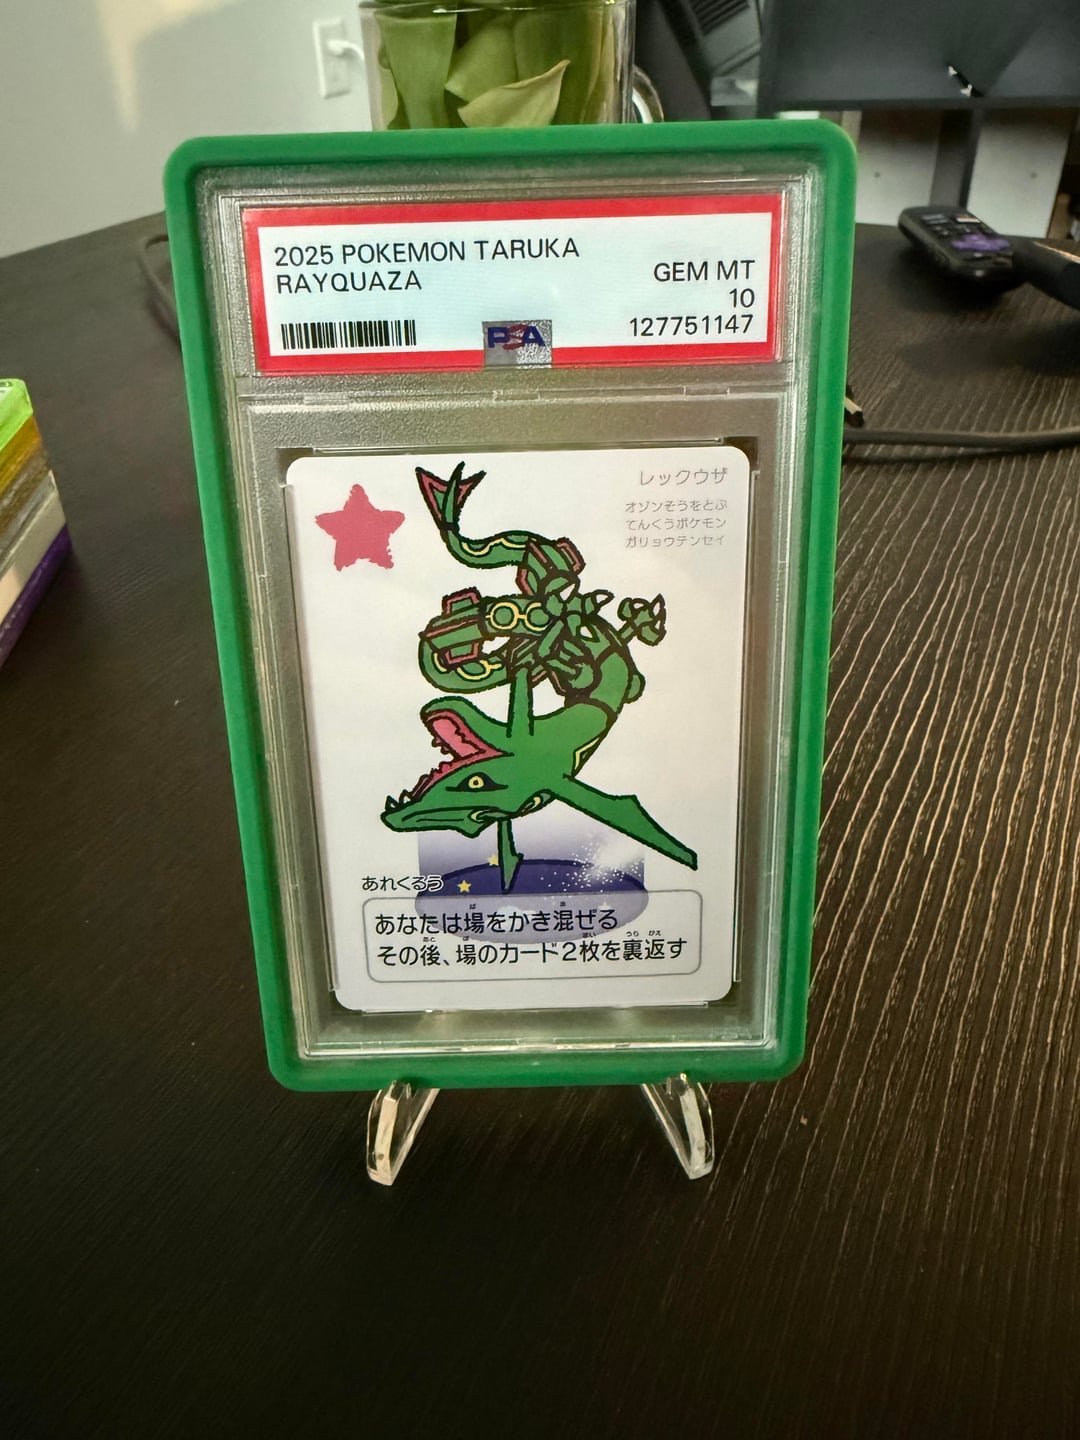 2025 POKEMON TARUKA
RAYQUAZA
GEM MT
10
127751147
PSA
レックウザ
オゾンそうをとぶ
てんくうポケモン
ガリョウテンセイ
あれくるう
あなたは場をかき混ぜる
その後、場のカード2枚を裏返す